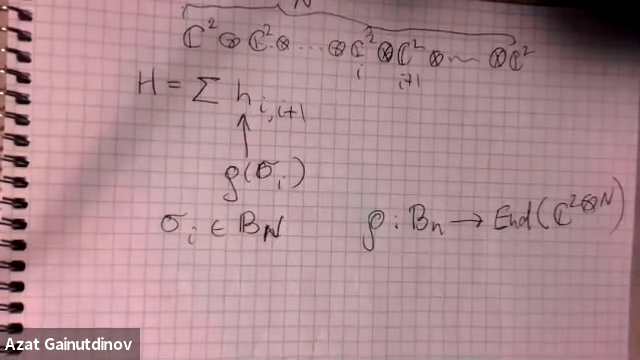 N
ℂ² ⊗ ℂ² ⊗ ... ⊗ ℂ² ⊗ ℂ² ⊗ ... ⊗ ℂ²
i i+1
H = Σ h_{i,i+1}
↑
ρ(σ_i)
σ_i ∈ B_N ρ : B_n → End(ℂ^{2⊗N})
Azat Gainutdinov